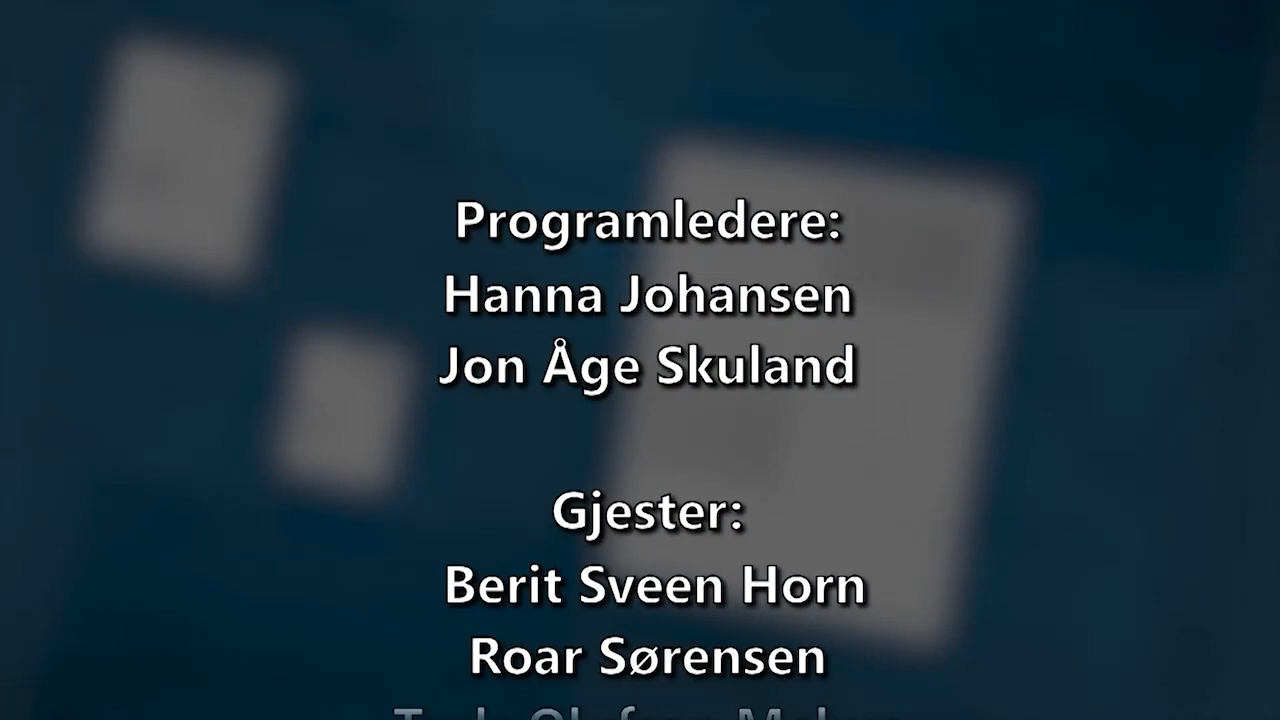 Programledere:
Hanna Johansen
Jon Åge Skuland
Gjester:
Berit Sveen Horn
Roar Sørensen